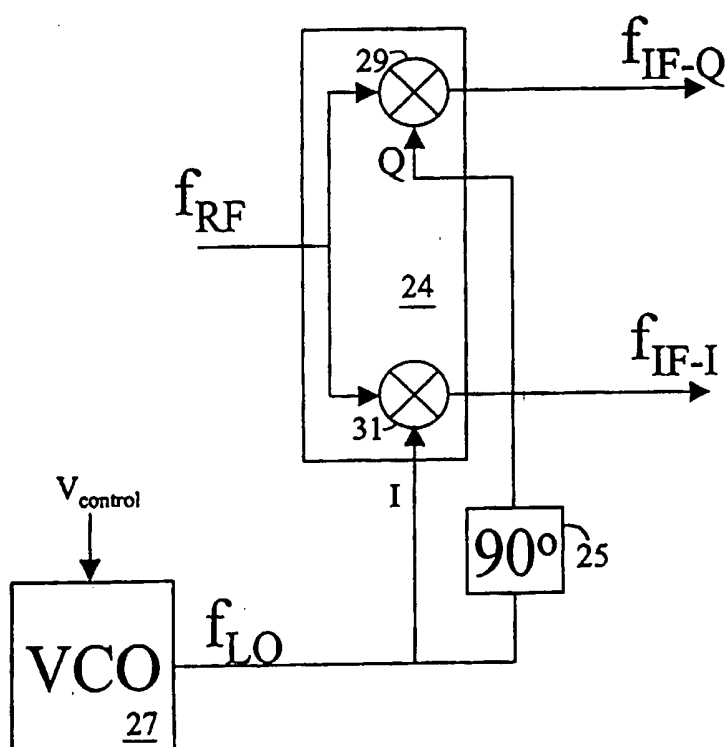 29
f_IF-Q
Q
f_RF
24
f_IF-I
31
I
V_control
90°
25
f_LO
VCO
27